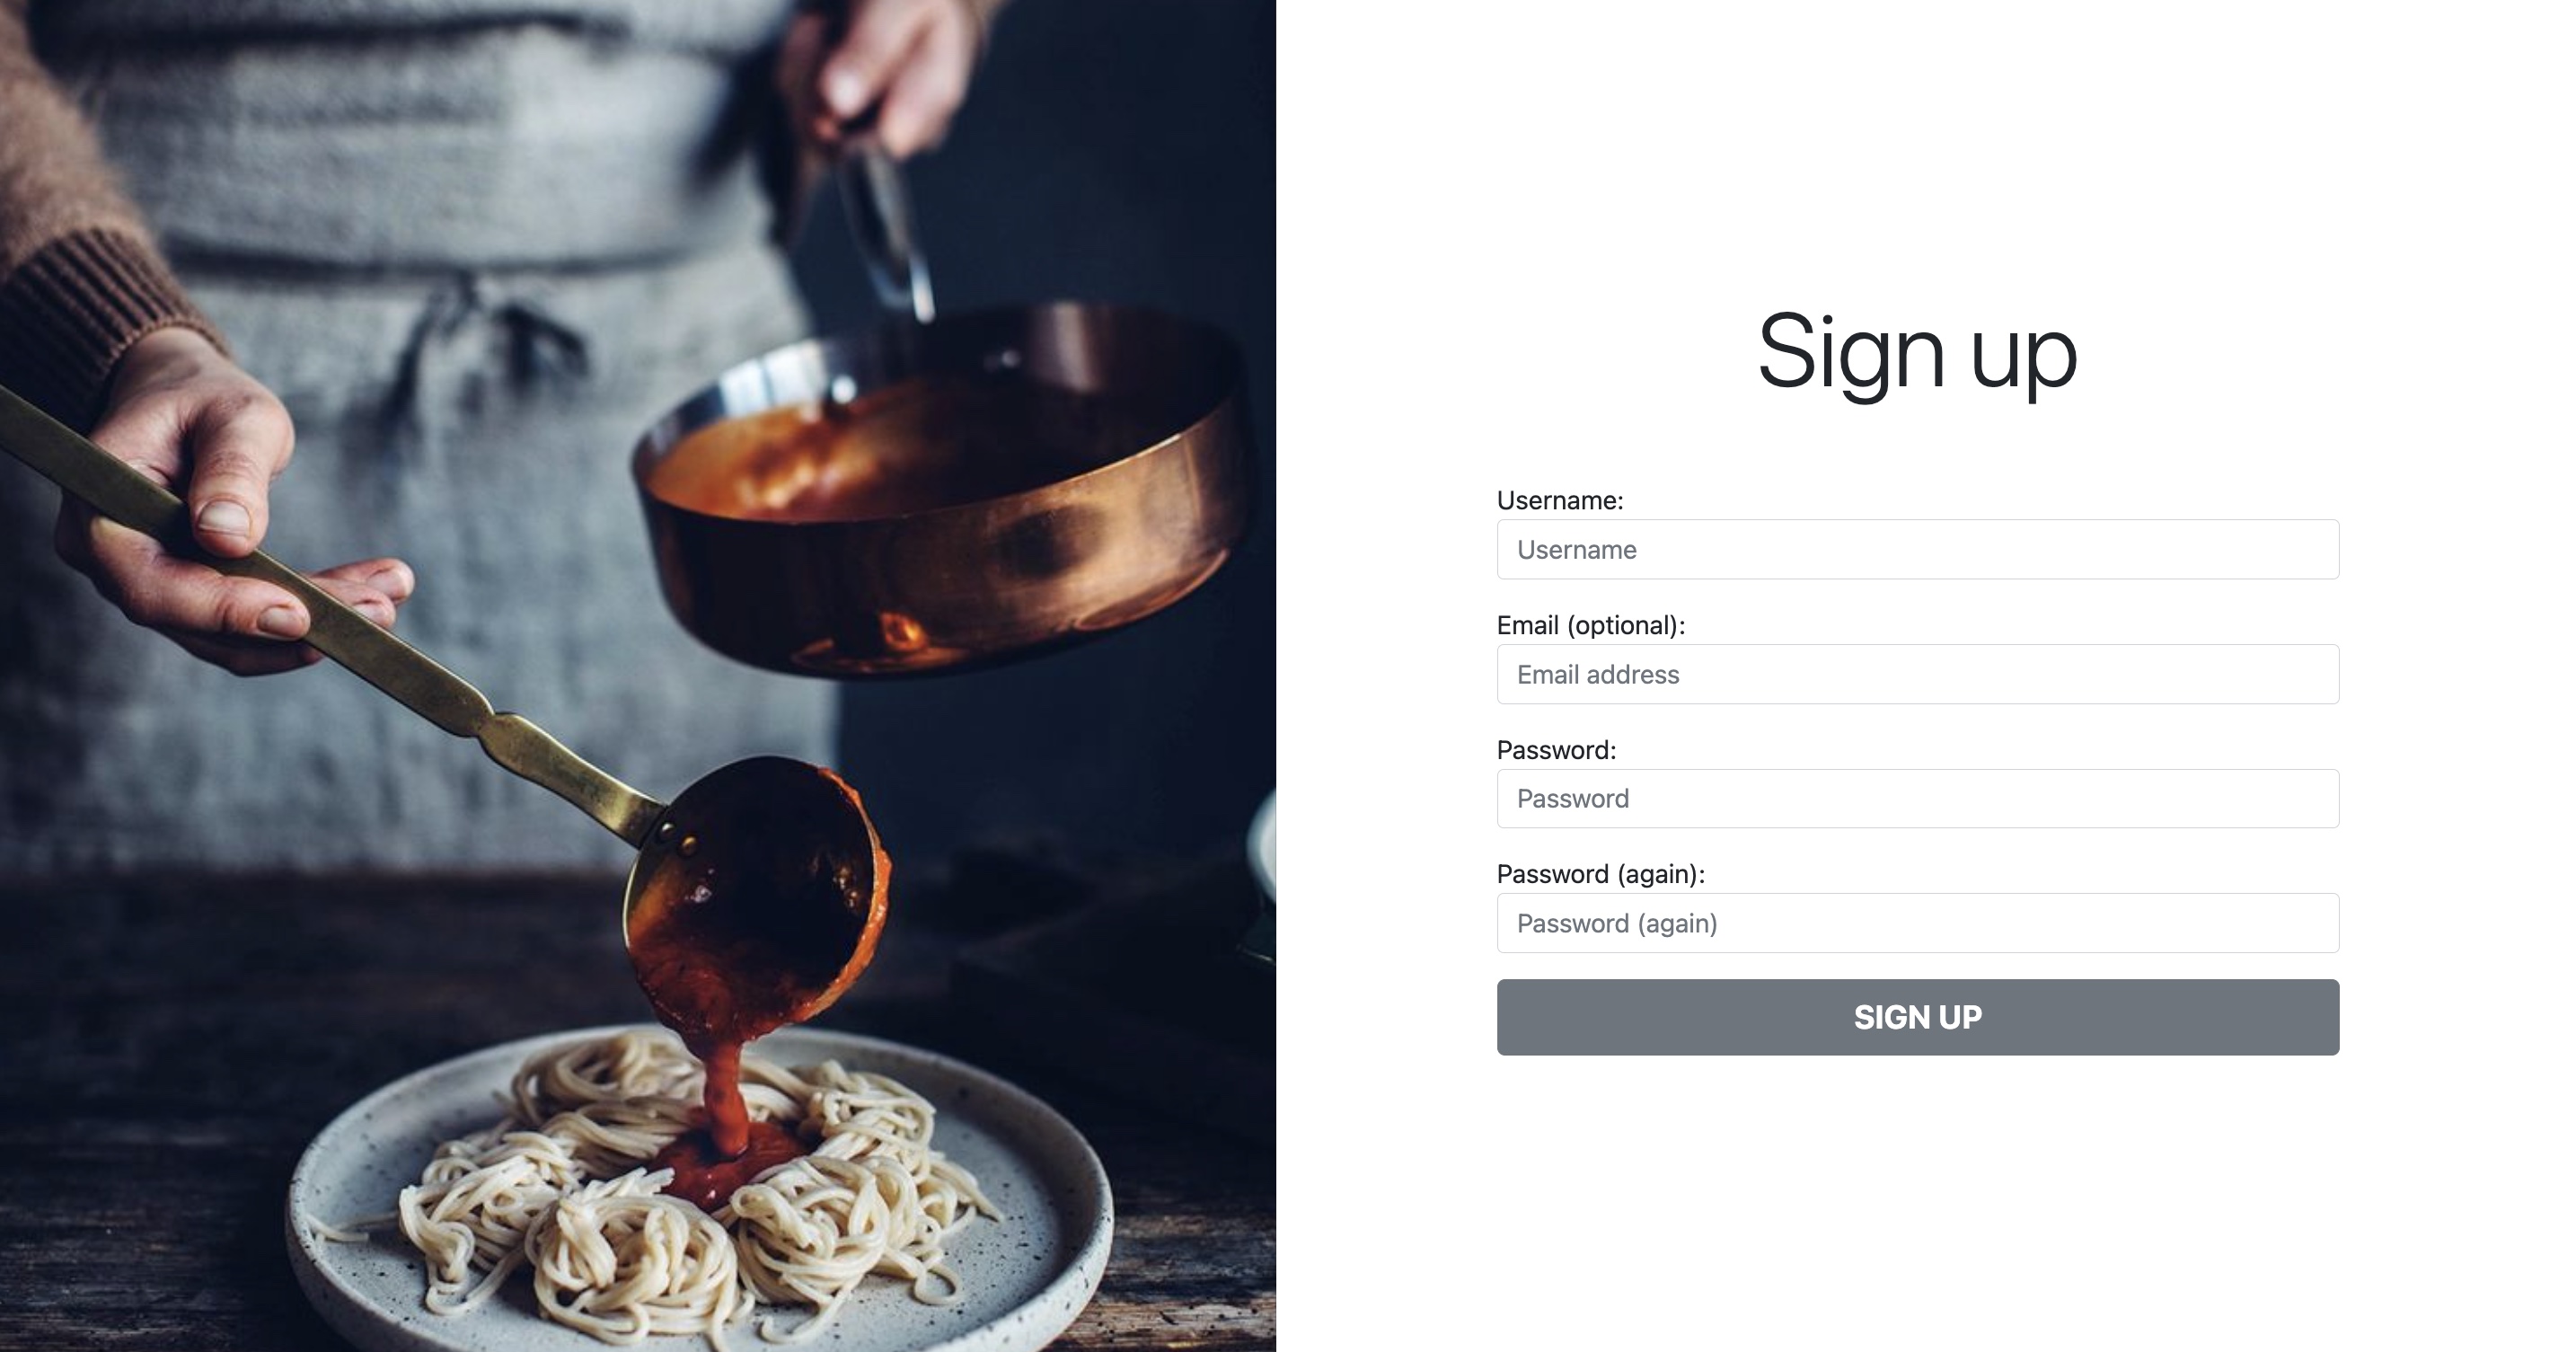 Sign up
Username:
Username
Email (optional):
Email address
Password:
Password
Password (again):
Password (again)
SIGN UP